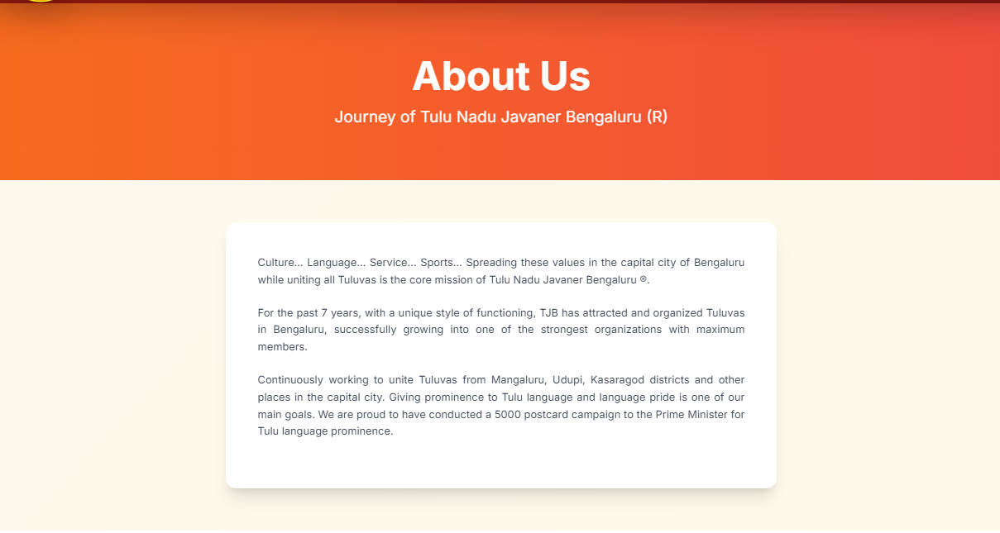 About Us
Journey of Tulu Nadu Javaner Bengaluru (R)
Culture... Language... Service... Sports... Spreading these values in the capital city of Bengaluru
while uniting all Tuluvas is the core mission of Tulu Nadu Javaner Bengaluru ®.
For the past 7 years, with a unique style of functioning, TJB has attracted and organized Tuluvas
in Bengaluru, successfully growing into one of the strongest organizations with maximum
members.
Continuously working to unite Tuluvas from Mangaluru, Udupi, Kasaragod districts and other
places in the capital city. Giving prominence to Tulu language and language pride is one of our
main goals. We are proud to have conducted a 5000 postcard campaign to the Prime Minister for
Tulu language prominence.